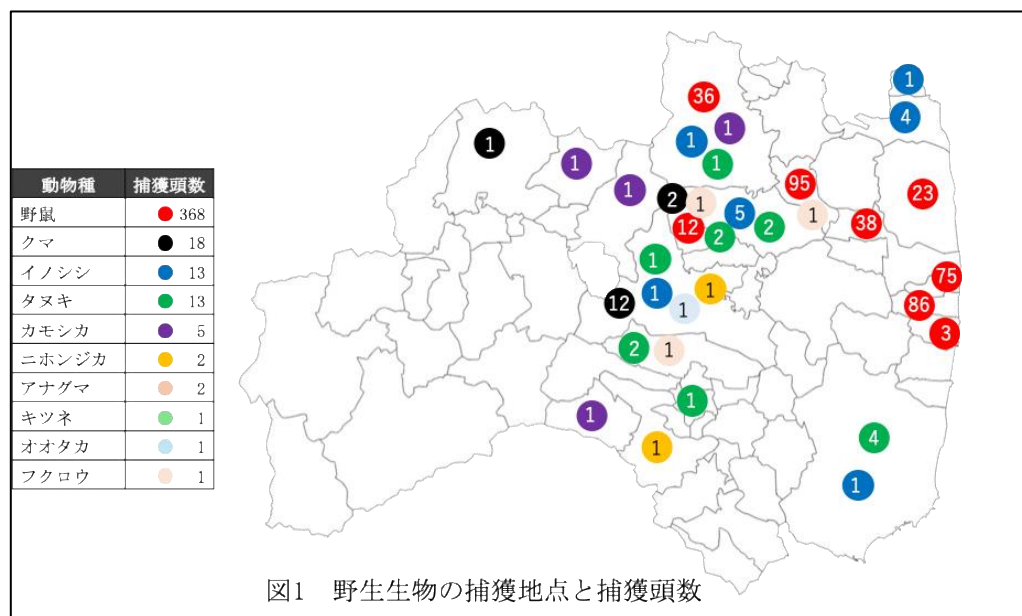 動物種 捕獲頭数
野鼠 368
クマ 18
イノシシ 13
タヌキ 13
カモシカ 5
ニホンジカ 2
アナグマ 2
キツネ 1
オオタカ 1
フクロウ 1
1
4
36
1
1
1
1
1
1
95
23
2
1
5
2
1
38
12
2
1
75
1
12
1
1
86
3
2
1
1
1
1
4
1
図1 野生生物の捕獲地点と捕獲頭数